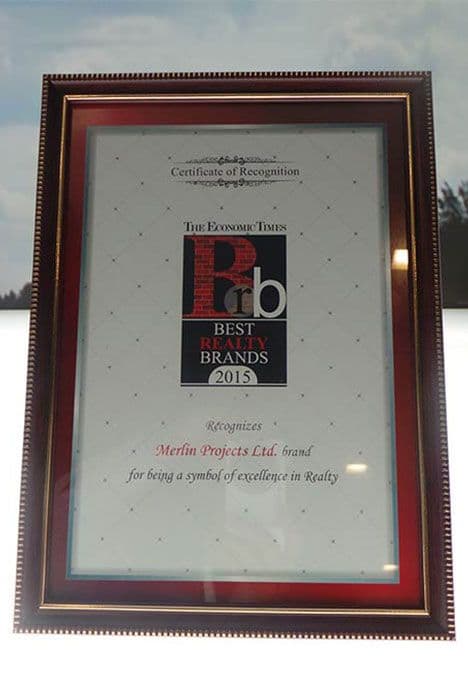 Certificate of Recognition
THE ECONOMIC TIMES
Brb
BEST
REALTY
BRANDS
2015
Recognizes
Merlin Projects Ltd. brand
for being a symbol of excellence in Realty